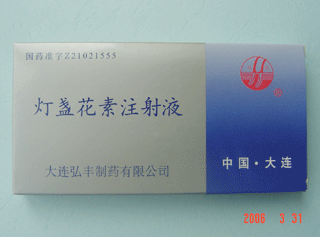 国药准字Z21021555
灯盏花素注射液
大连弘丰制药有限公司
中国·大连
2006 3 31